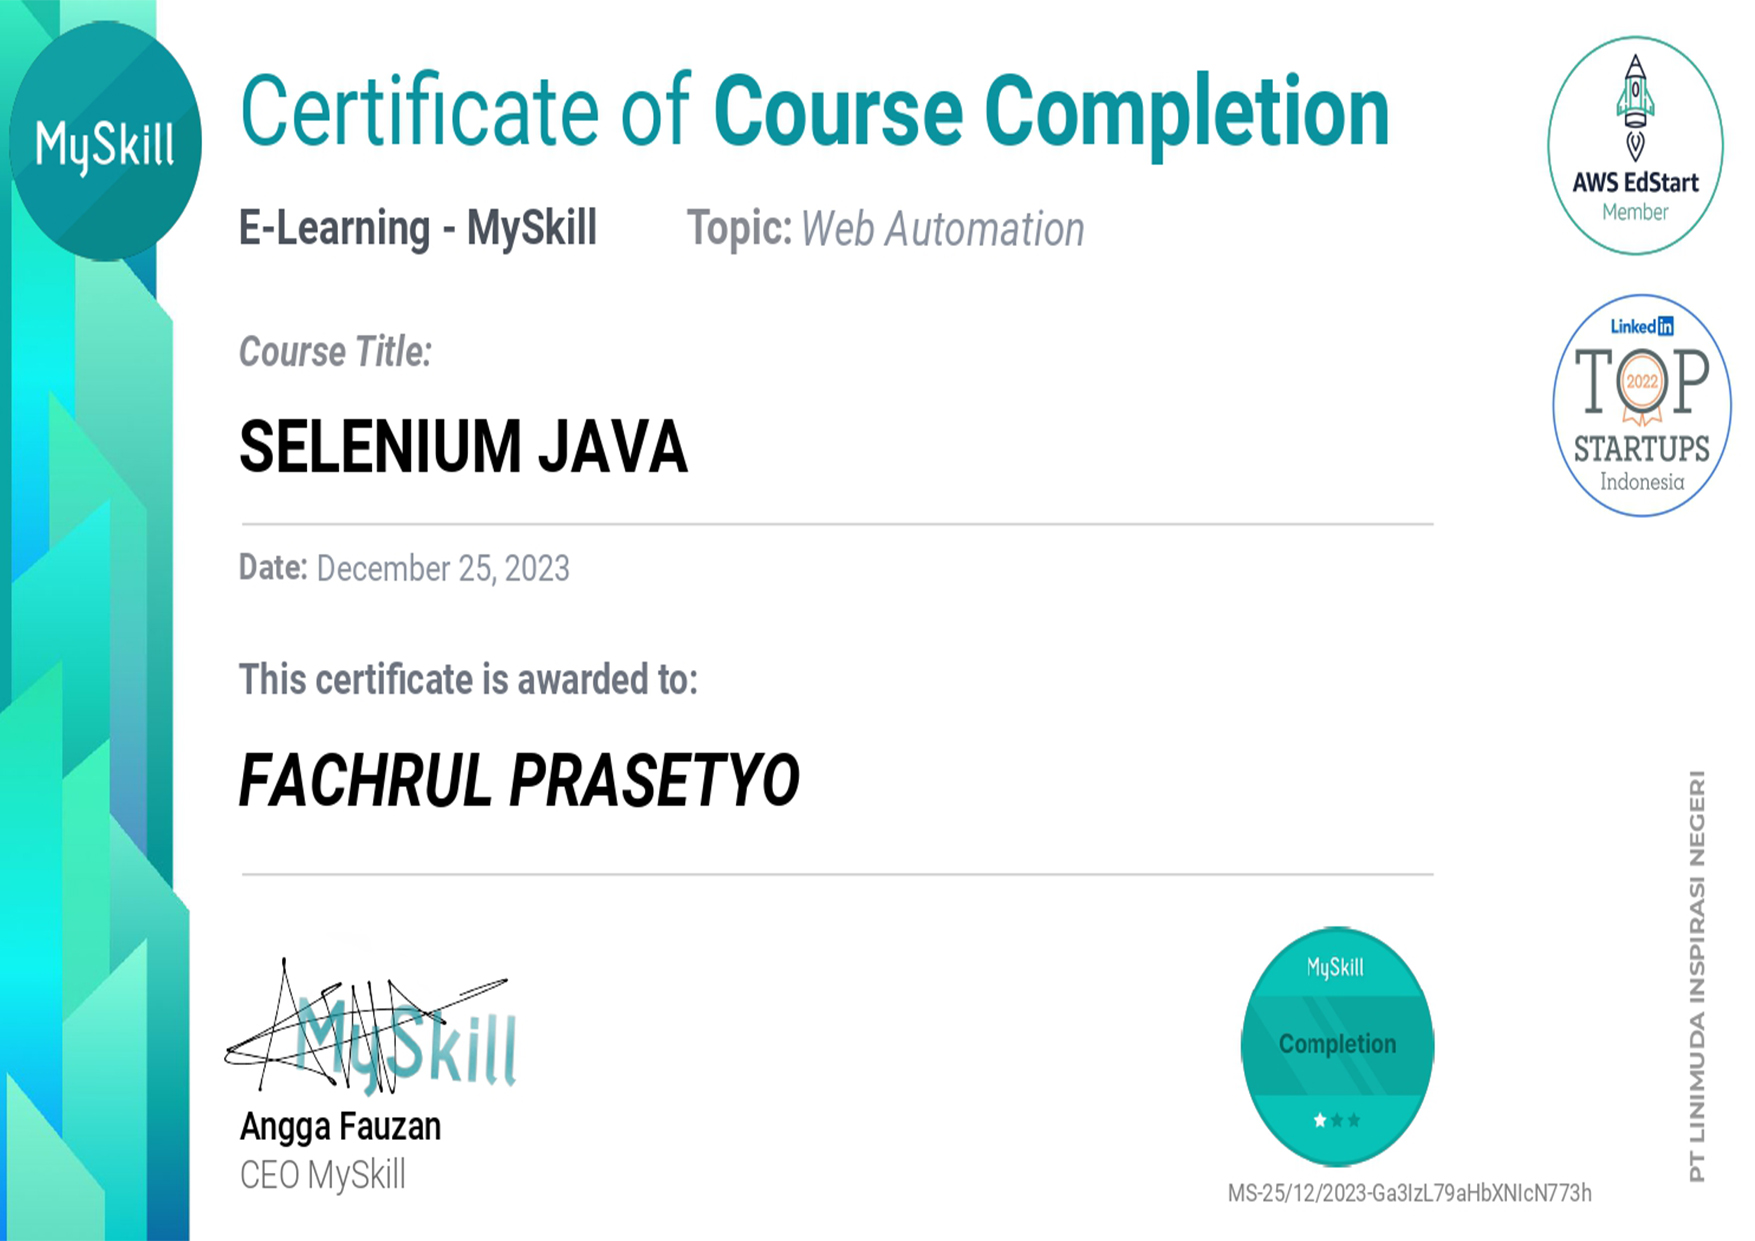 MySkill
Certificate of Course Completion
E-Learning - MySkill
Topic: Web Automation
Course Title:
SELENIUM JAVA
Date: December 25, 2023
This certificate is awarded to:
FACHRUL PRASETYO
MySkill
Angga Fauzan
CEO MySkill
AWS EdStart
Member
Linked in
TOP
2022
STARTUPS
Indonesia
MySkill
Completion
MS-25/12/2023-Ga3IzL79aHbXNIcN773h
PT LINIMUDA INSPIRASI NEGERI